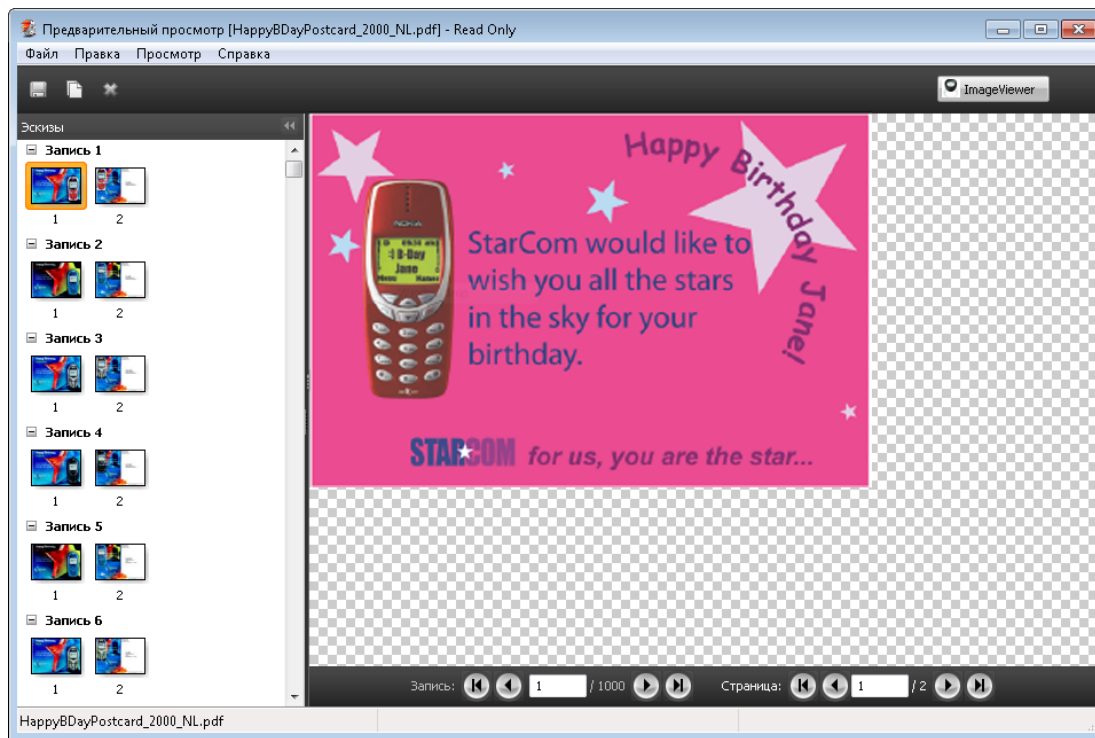 Предварительный просмотр [HappyBDayPostcard_2000_NL.pdf] - Read Only
Файл Правка Просмотр Справка
ImageViewer
Эскизы
Запись 1
1 2
Запись 2
1 2
Запись 3
1 2
Запись 4
1 2
Запись 5
1 2
Запись 6
1 2
Happy Birthday Jane!
NOKIA
:) B-Day
Jane
Menu Names
StarCom would like to
wish you all the stars
in the sky for your
birthday.
STARCOM for us, you are the star...
Запись: 1 / 1000 Страница: 1 / 2
HappyBDayPostcard_2000_NL.pdf